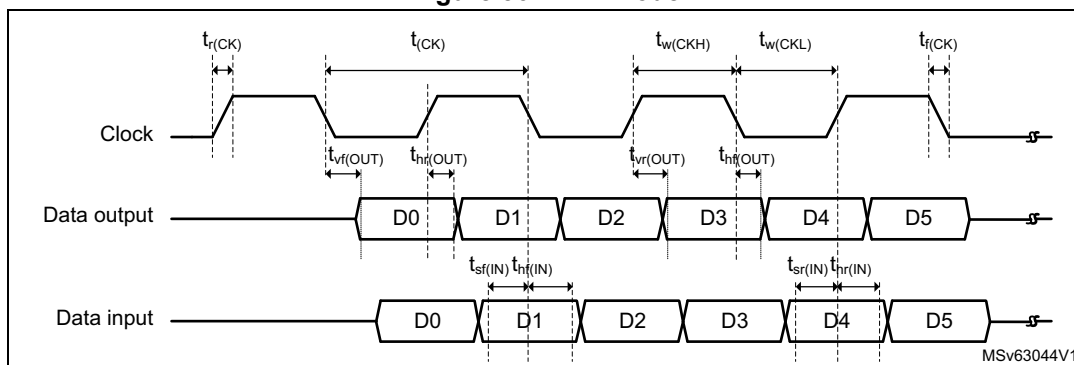 t_r(CK) t_(CK) t_w(CKH) t_w(CKL) t_f(CK)
Clock
t_vf(OUT) t_hr(OUT) t_vr(OUT) t_hf(OUT)
Data output D0 D1 D2 D3 D4 D5
t_sf(IN) t_hf(IN) t_sr(IN) t_hr(IN)
Data input D0 D1 D2 D3 D4 D5
MSv63044V1